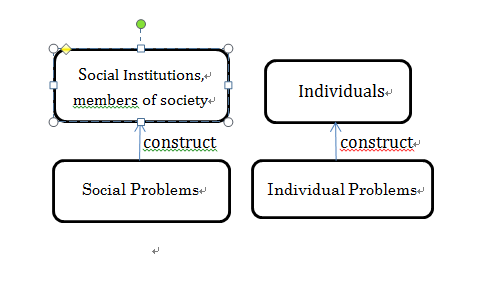 Social Institutions,
members of society
Individuals
construct
construct
Social Problems
Individual Problems